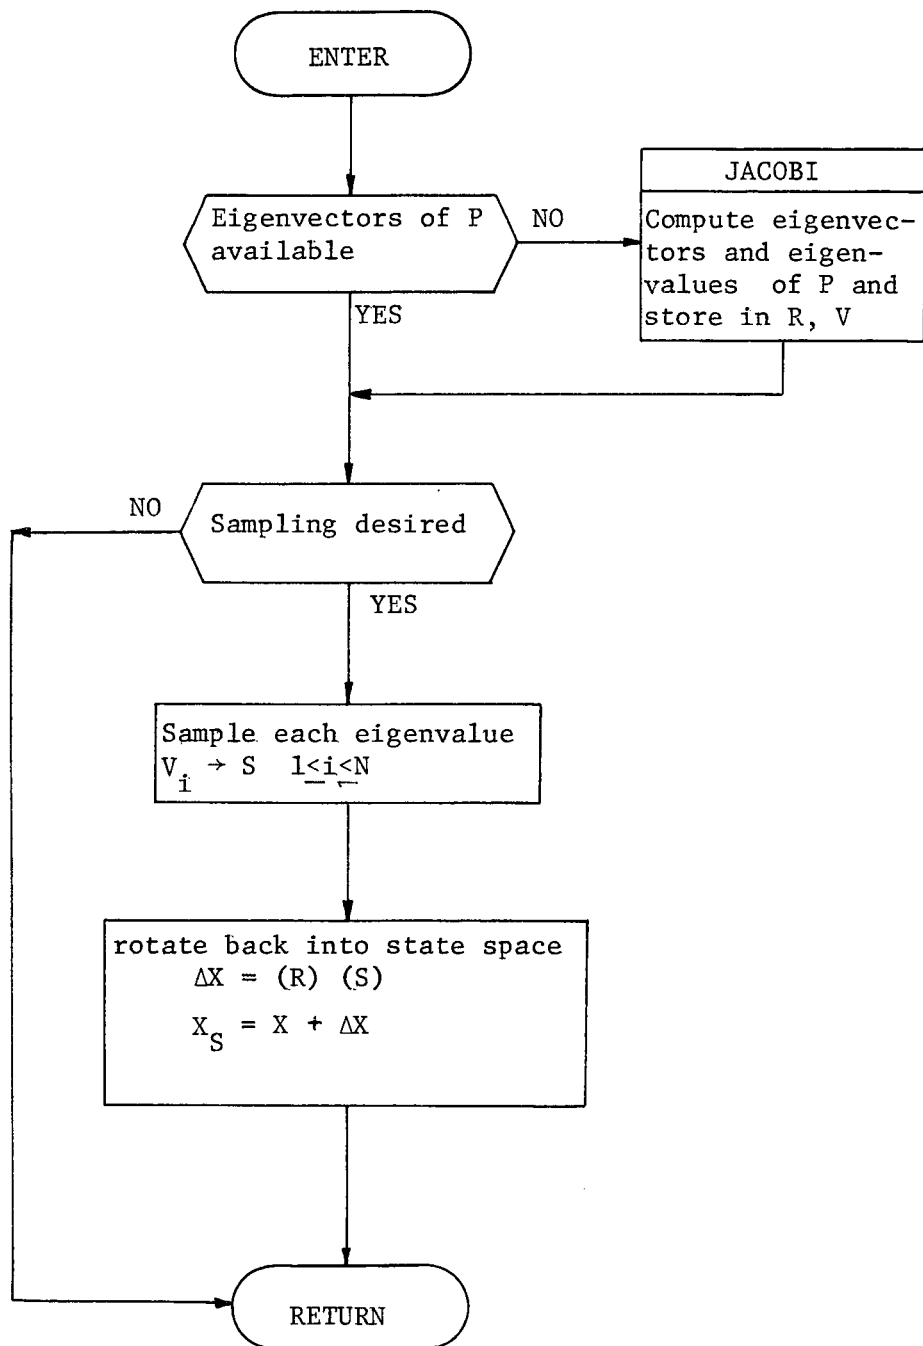 ENTER
Eigenvectors of P
available
NO
JACOBI
Compute eigenvec-
tors and eigen-
values of P and
store in R, V
YES
NO
Sampling desired
YES
Sample each eigenvalue
V_i → S 1≤i≤N
rotate back into state space
ΔX = (R) (S)
X_S = X + ΔX
RETURN